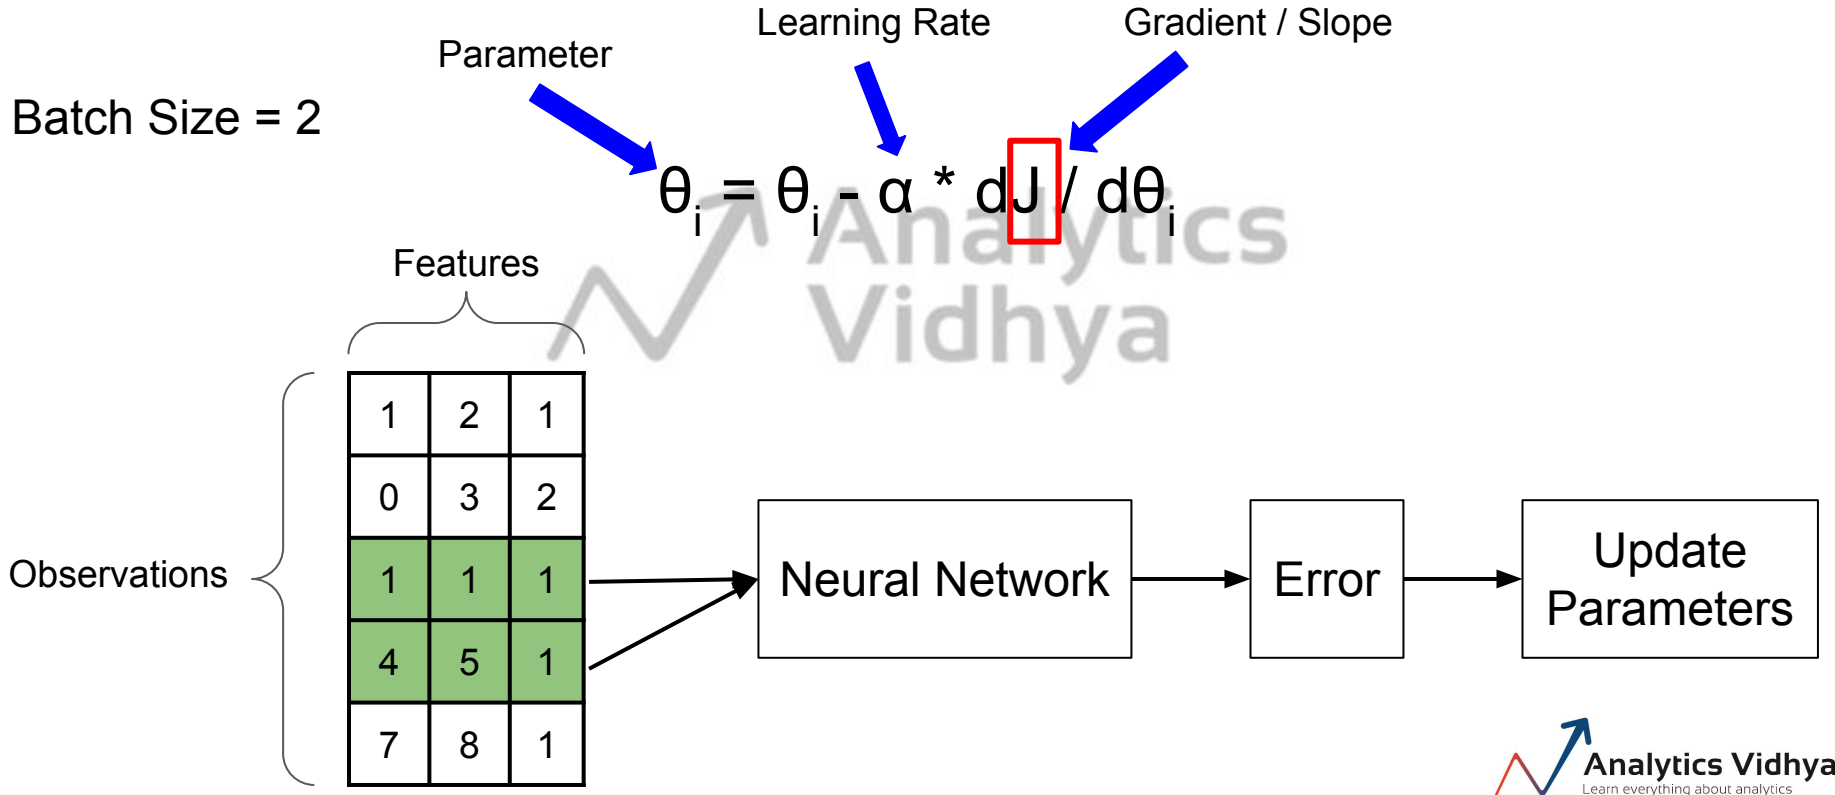 Learning Rate
Gradient / Slope
Parameter
Batch Size = 2
θi = θi - α * dJ / dθi
Analytics
Vidhya
Features
1 2 1
0 3 2
Observations
1 1 1
4 5 1
7 8 1
Neural Network
Error
Update
Parameters
Analytics Vidhya
Learn everything about analytics